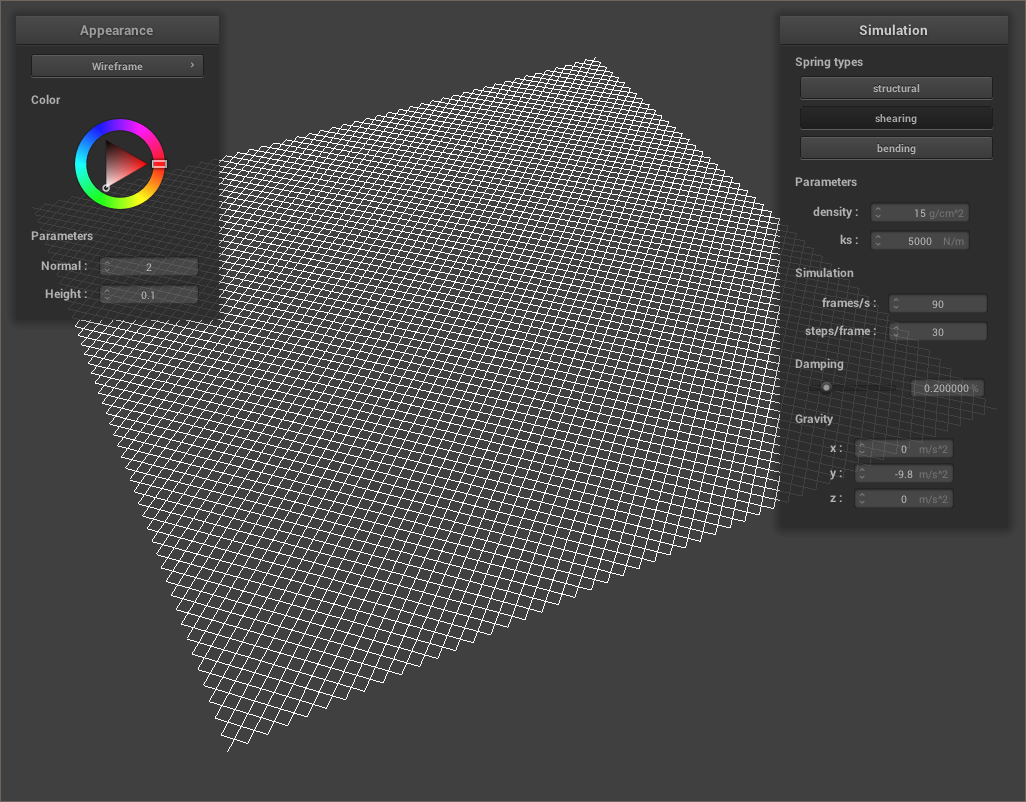 Appearance
Wireframe
Color
Parameters
Normal : 2
Height : 0.1
Simulation
Spring types
structural
shearing
bending
Parameters
density : 15 g/cm^2
ks : 5000 N/m
Simulation
frames/s : 90
steps/frame : 30
Damping
0.200000 %
Gravity
x : 0 m/s^2
y : -9.8 m/s^2
z : 0 m/s^2